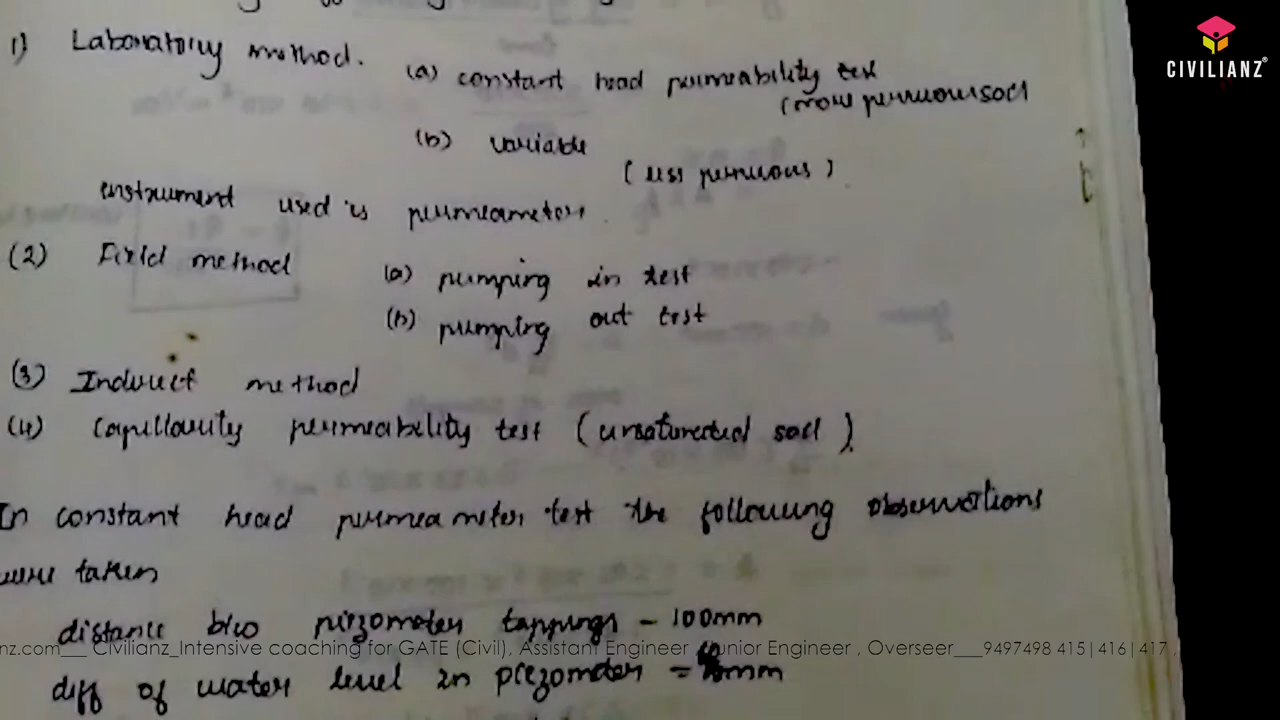 CIVILIANZ
1) Laboratory method.
(a) constant head permeability test
(more pervious soil
(b) variable
(less pervious)
instrument used is permeameter.
(2) Field method
(a) pumping in test
(b) pumping out test
(3) Indirect method
(4) Capillarity permeability test (unsaturated soil).
In constant head permeameter test the following observations
were taken
distance b/w piezometer tappings - 100mm
nz.com___ Civilianz_Intensive coaching for GATE (Civil), Assistant Engineer, Junior Engineer , Overseer___9497498 415|416|417 ,
diff of water level in piezometer = mm